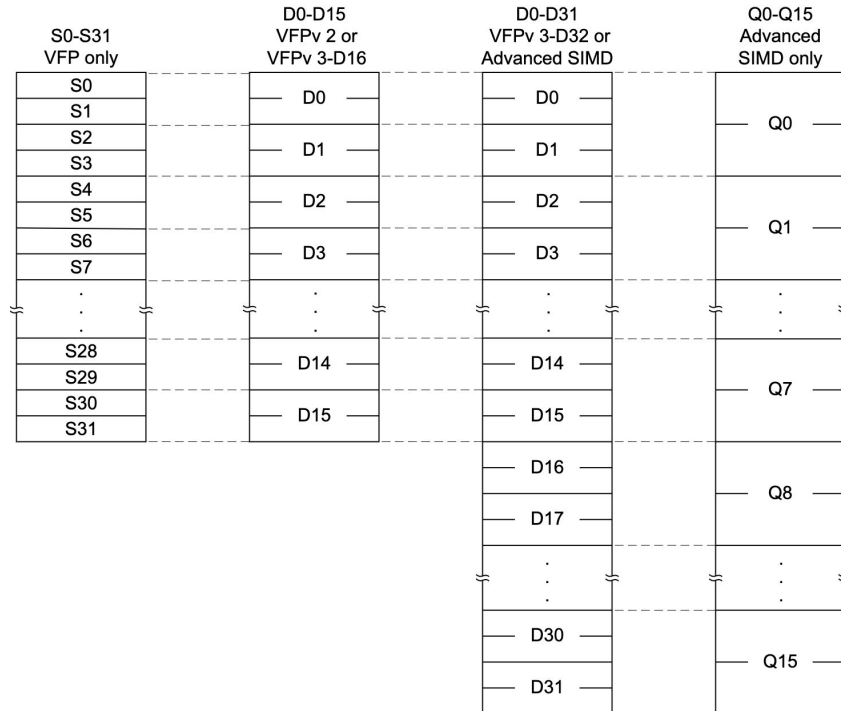 S0-S31
VFP only
D0-D15
VFPv 2 or
VFPv 3-D16
D0-D31
VFPv 3-D32 or
Advanced SIMD
Q0-Q15
Advanced
SIMD only
S0
S1
S2
S3
S4
S5
S6
S7
S28
S29
S30
S31
D0
D1
D2
D3
D14
D15
D0
D1
D2
D3
D14
D15
D16
D17
D30
D31
Q0
Q1
Q7
Q8
Q15